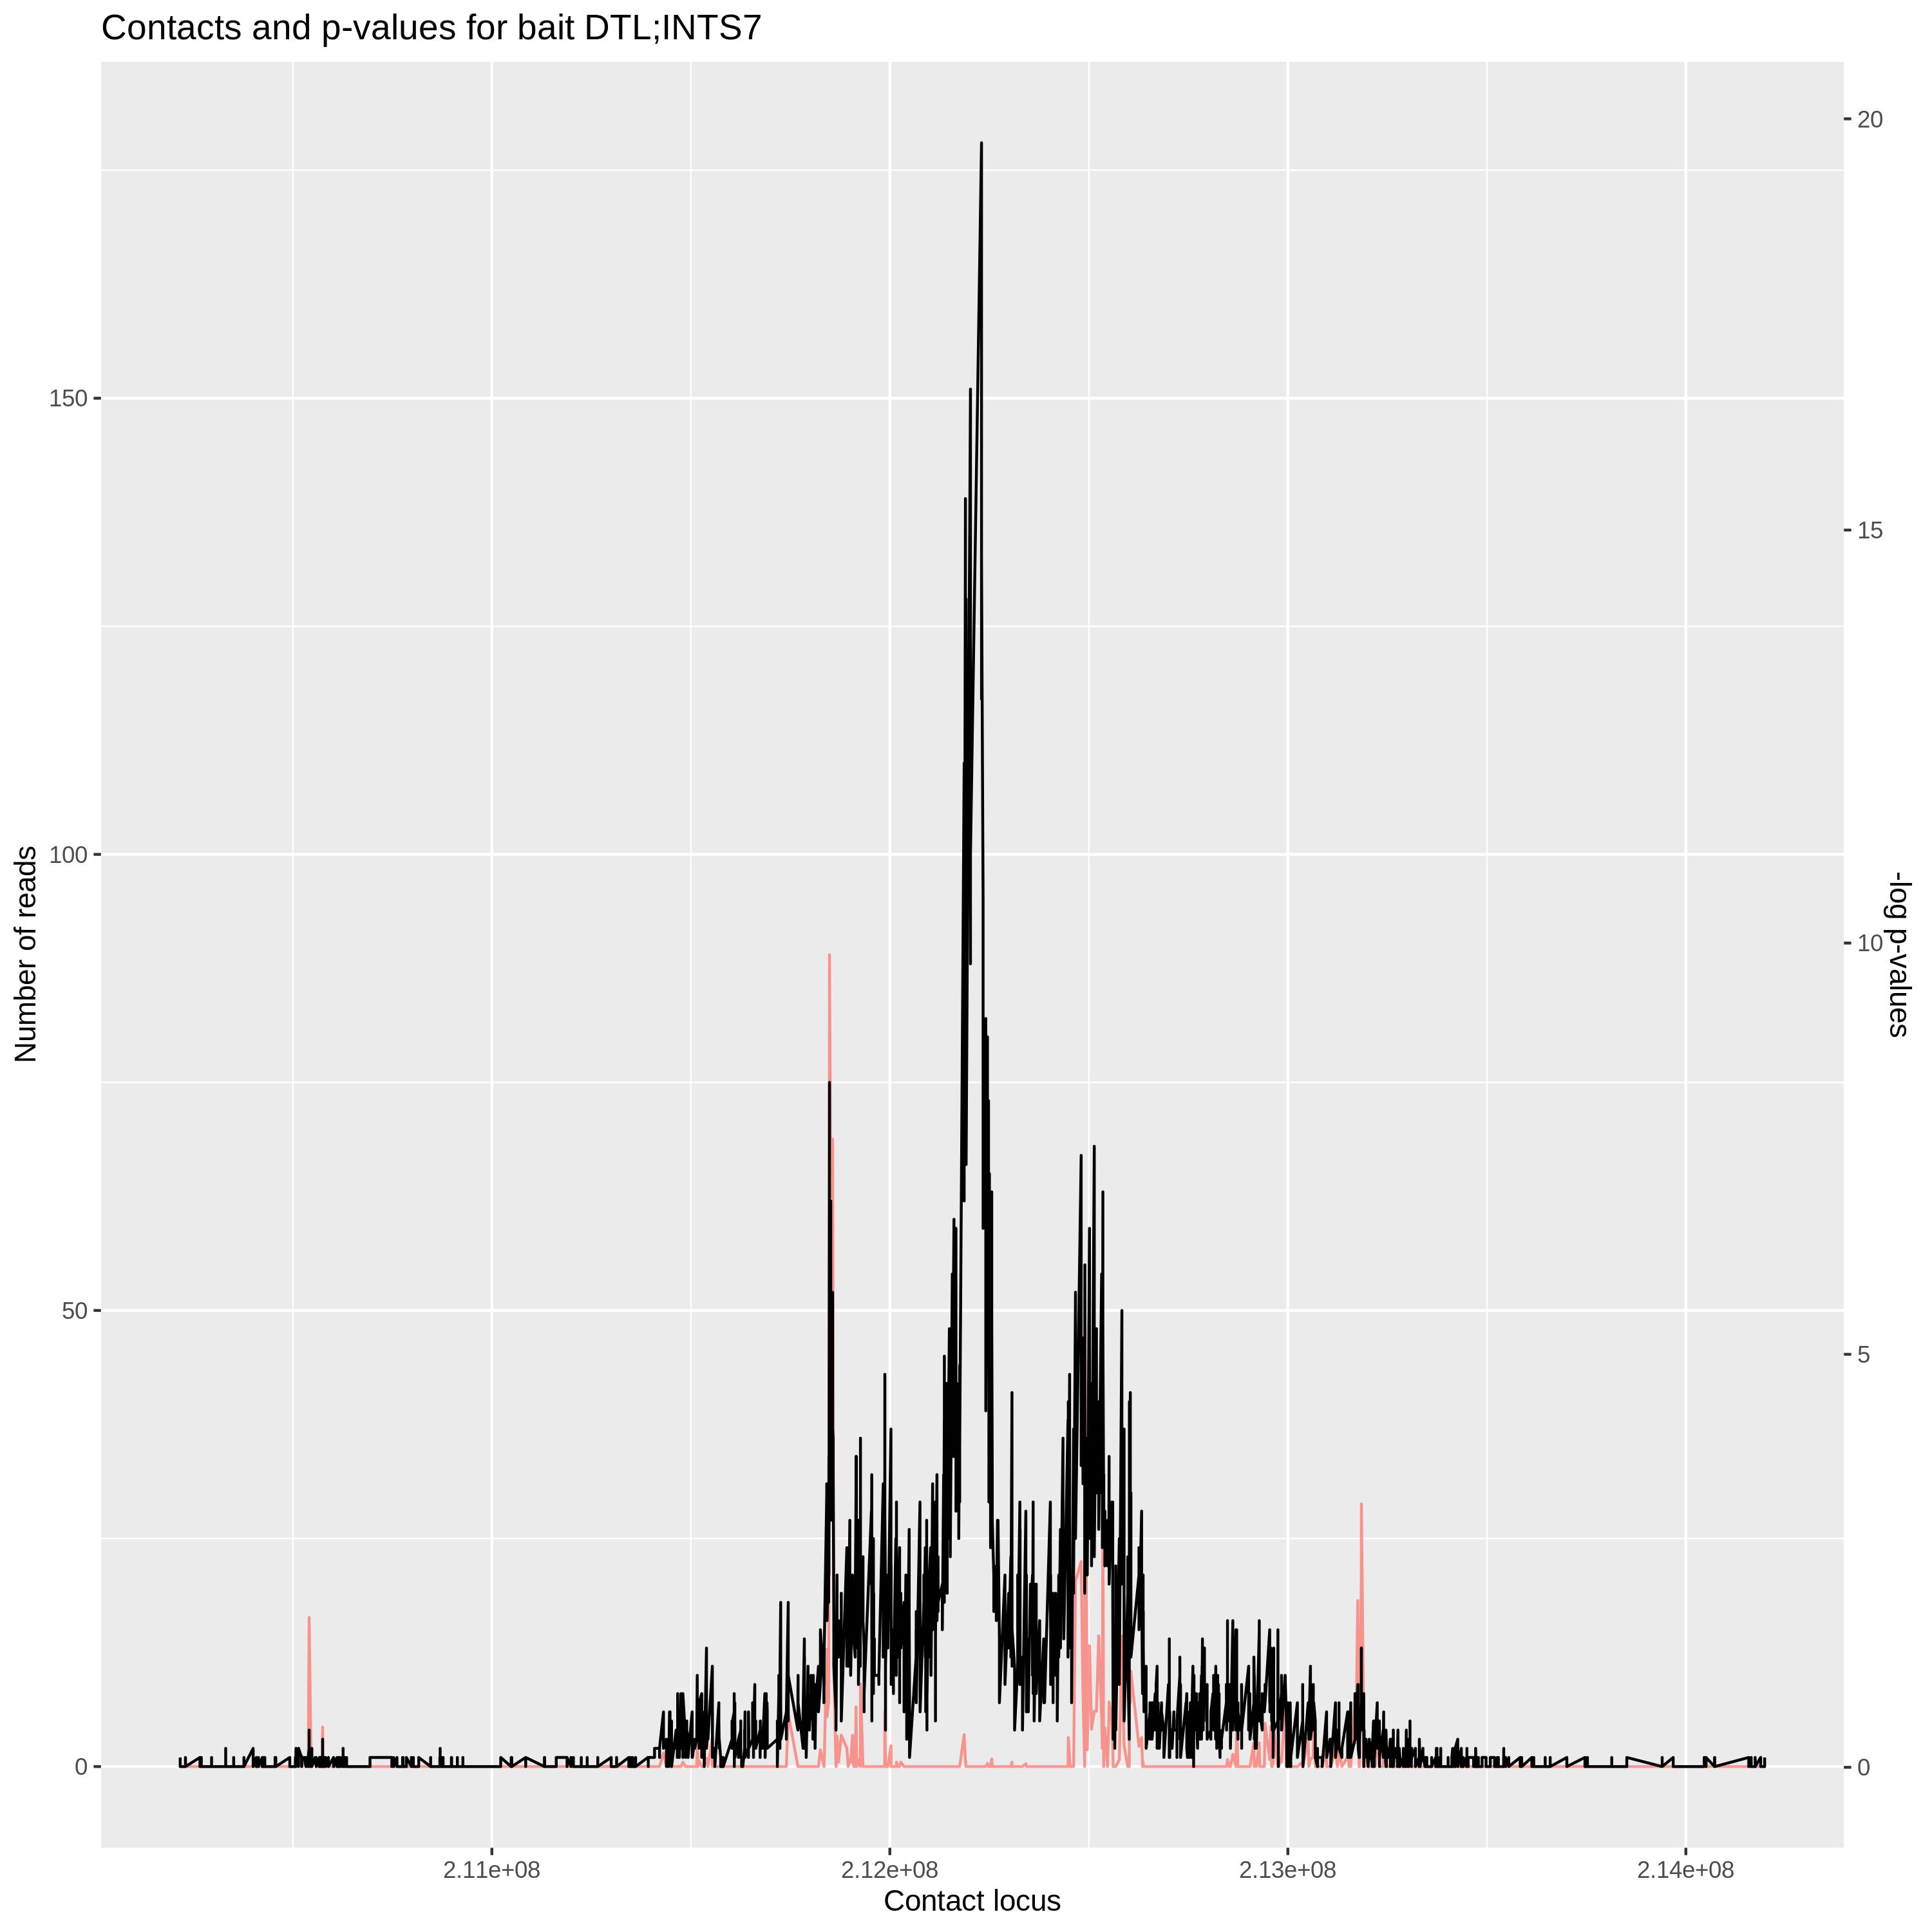 Contacts and p-values for bait DTL;INTS7
Number of reads
150
100
50
0
20
15
10
5
0
-log p-values
2.11e+08 2.12e+08 2.13e+08 2.14e+08
Contact locus